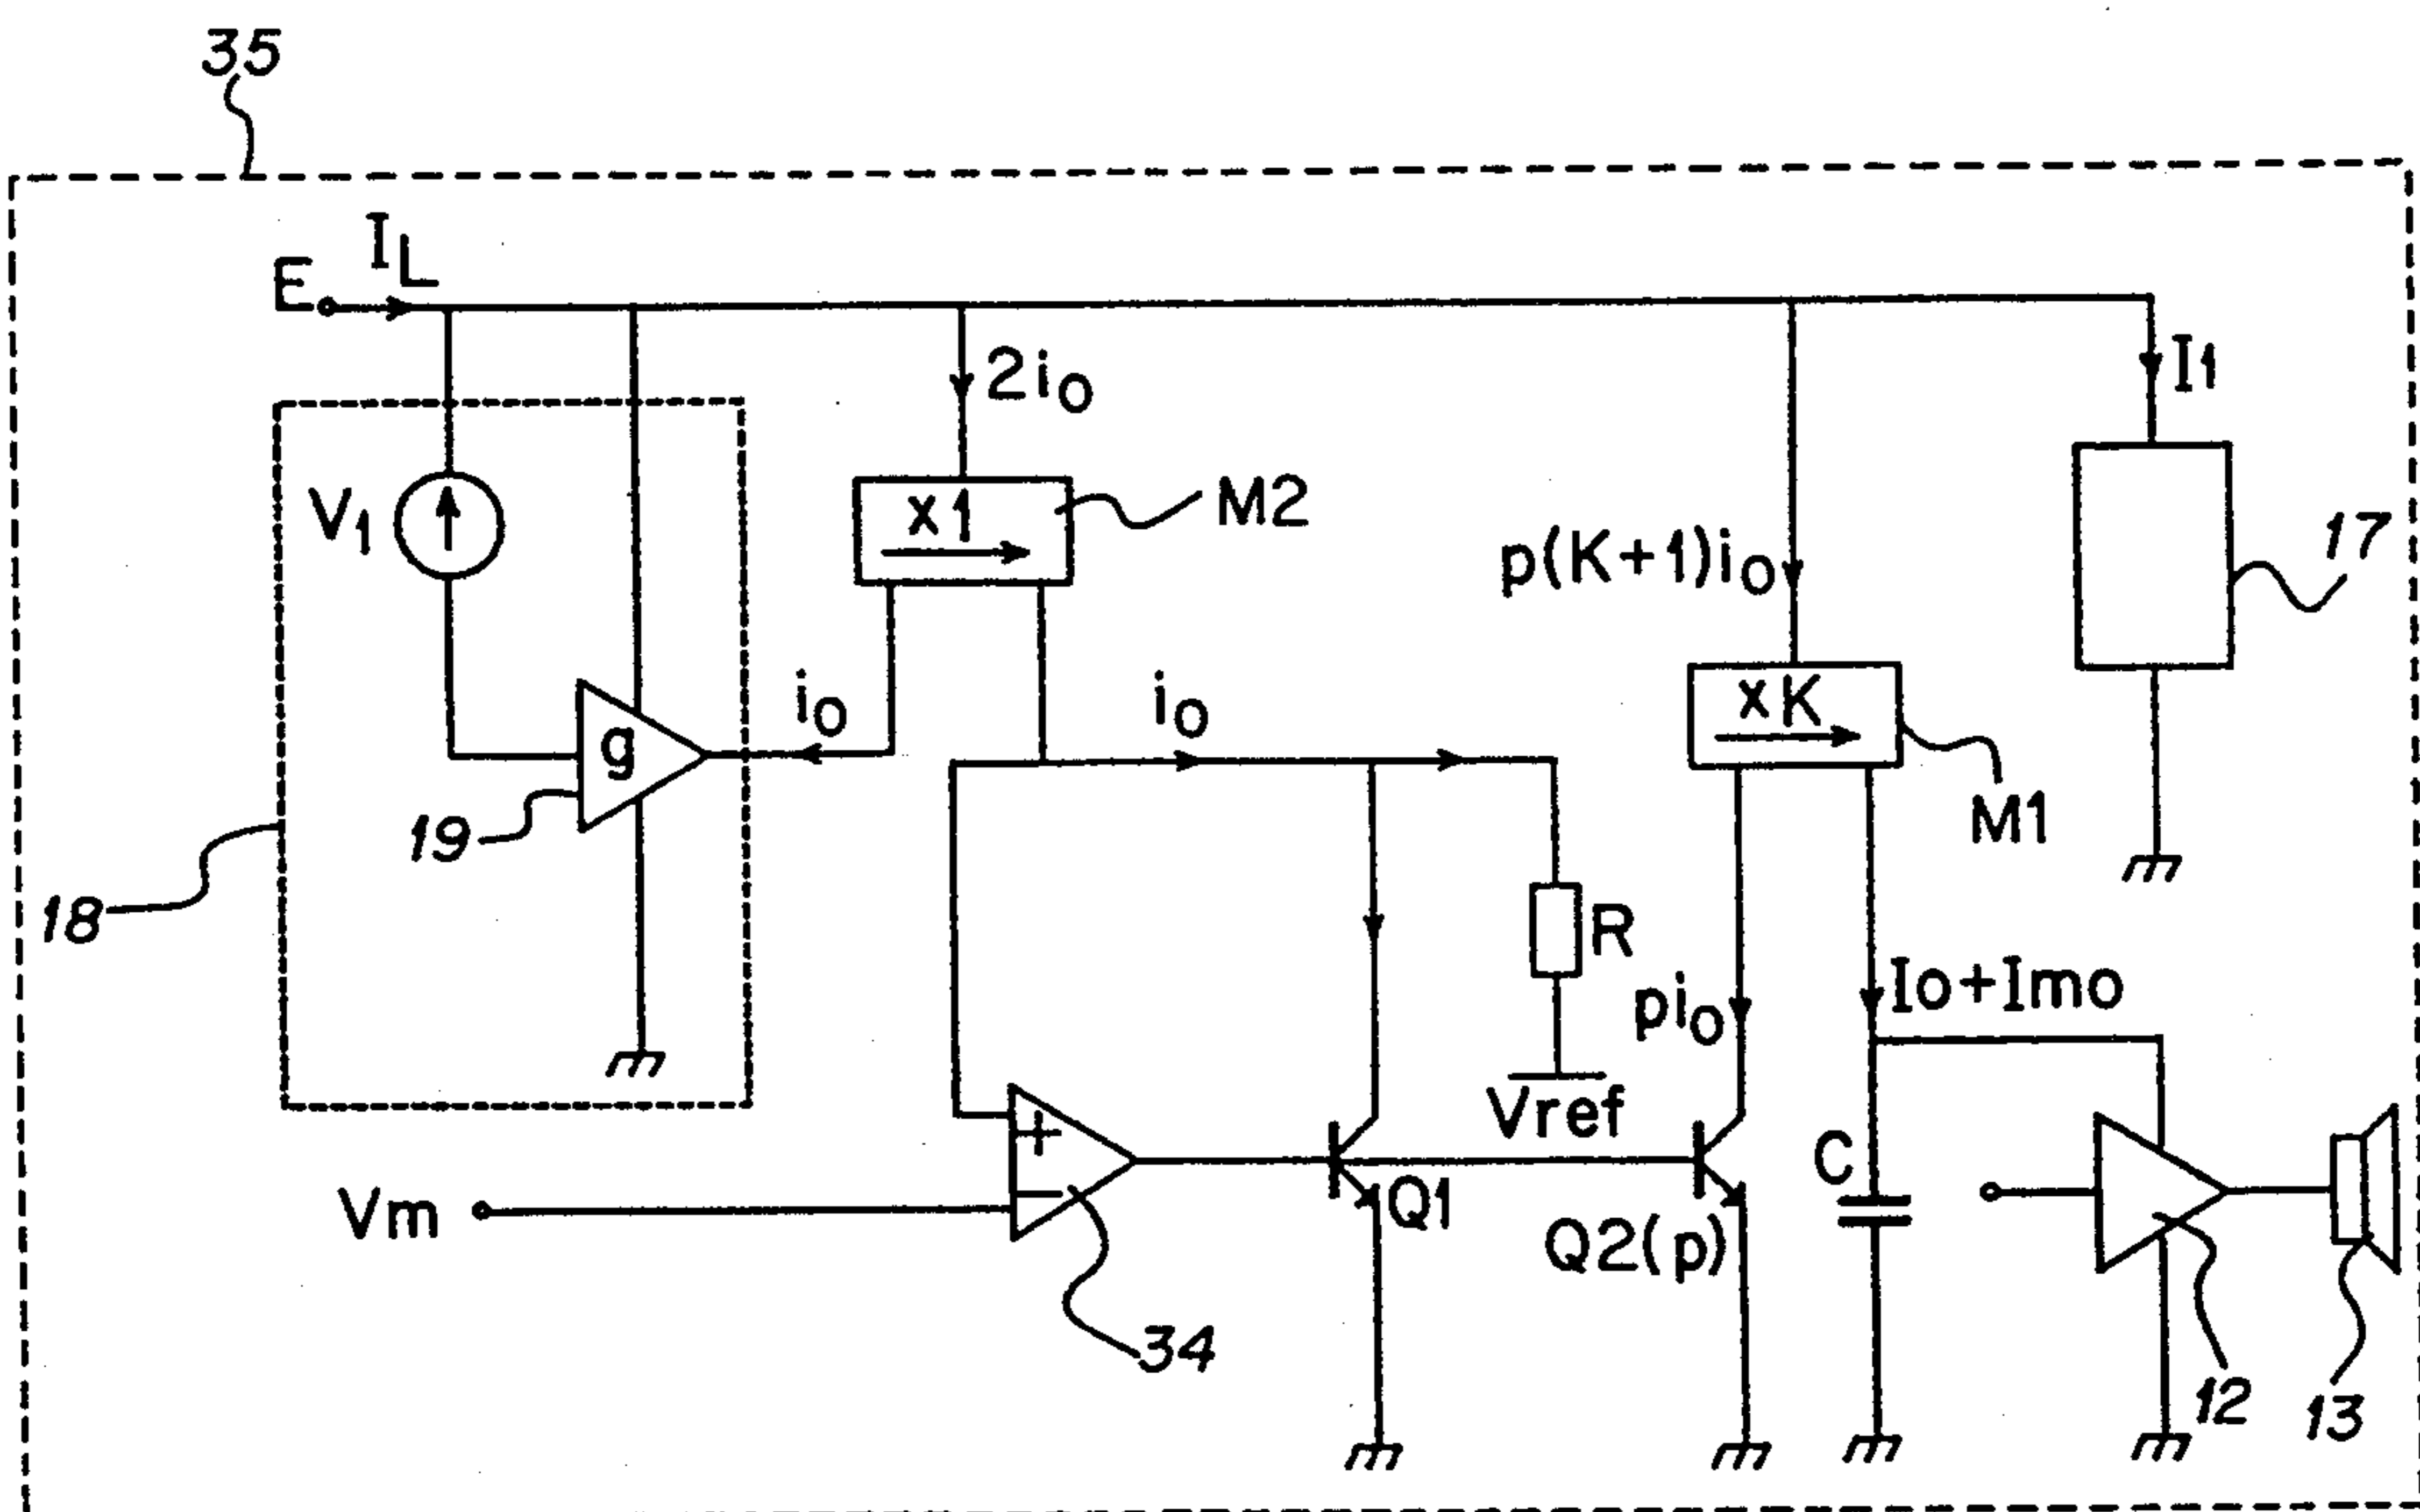 35
E
IL
2io
I1
V1
x1
M2
17
p(K+1)io
io
io
xK
g
19
M1
18
R
pio
Io+Imo
Vref
+
C
Vm
−
Q1
Q2(p)
34
12
13